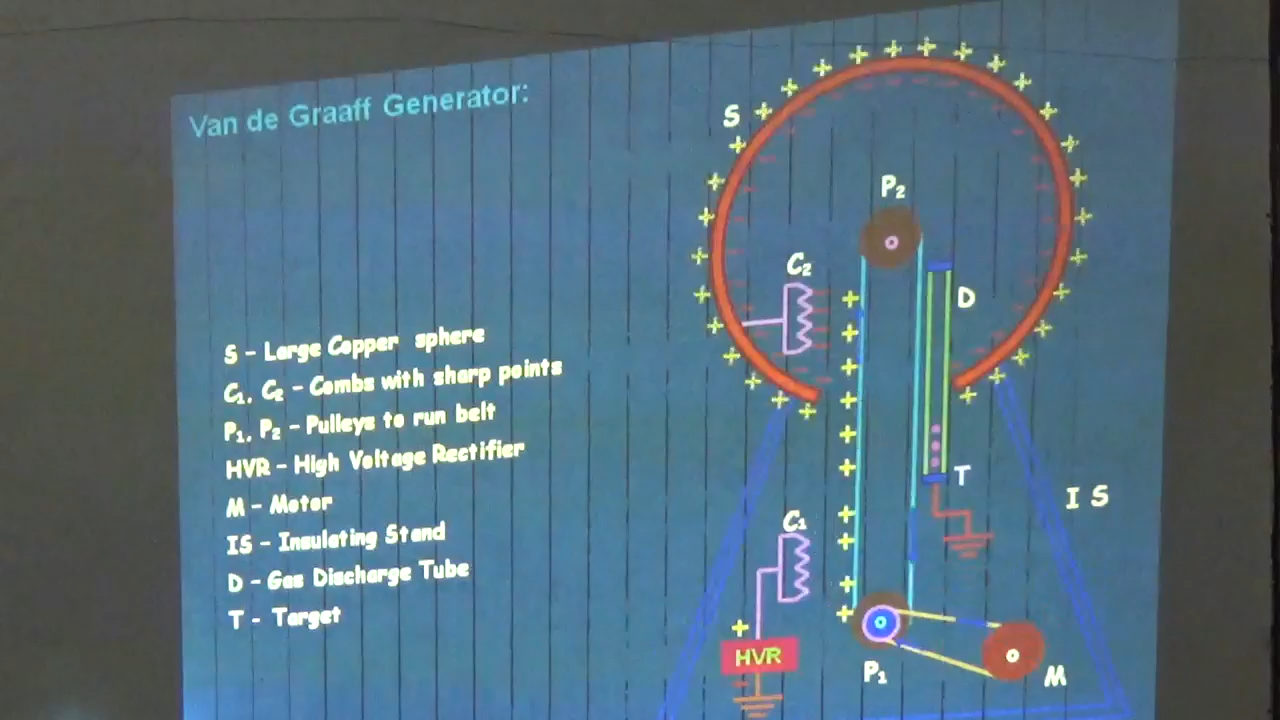 Van de Graaff Generator:
S
P₂
C₂
D
S – Large Copper sphere
C₁, C₂ – Combs with sharp points
P₁, P₂ – Pulleys to run belt
HVR – High Voltage Rectifier
M – Motor
IS – Insulating Stand
D – Gas Discharge Tube
T – Target
T
I S
C₁
HVR
P₁
M